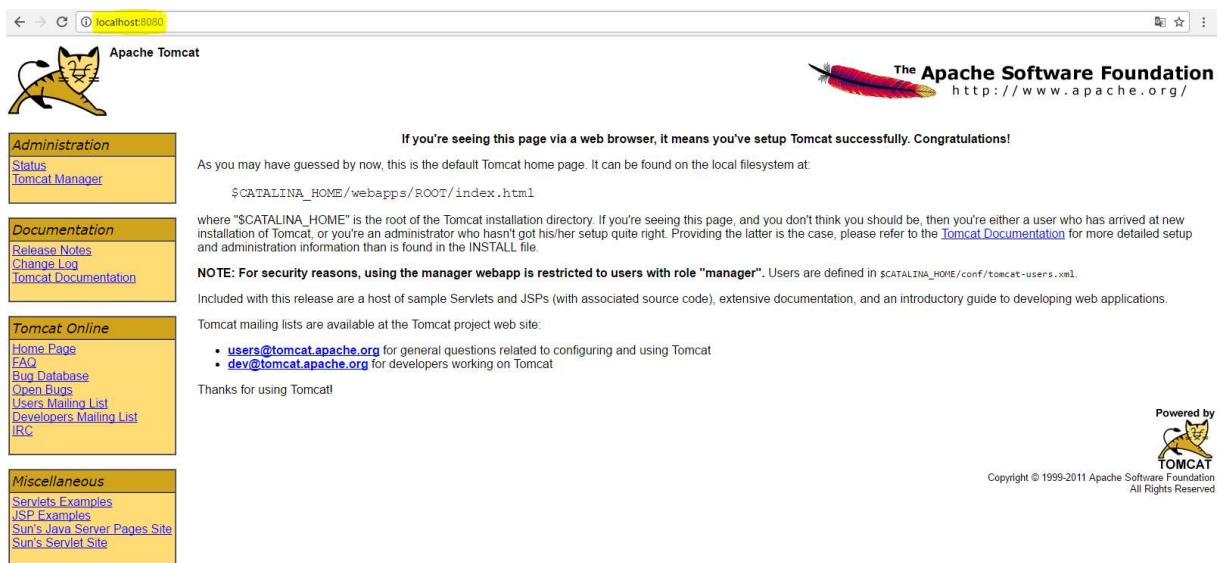 localhost:8080
Apache Tomcat
The Apache Software Foundation
http://www.apache.org/
Administration
Status
Tomcat Manager
Documentation
Release Notes
Change Log
Tomcat Documentation
Tomcat Online
Home Page
FAQ
Bug Database
Open Bugs
Users Mailing List
Developers Mailing List
IRC
Miscellaneous
Servlets Examples
JSP Examples
Sun's Java Server Pages Site
Sun's Servlet Site
If you're seeing this page via a web browser, it means you've setup Tomcat successfully. Congratulations!
As you may have guessed by now, this is the default Tomcat home page. It can be found on the local filesystem at:
$CATALINA_HOME/webapps/ROOT/index.html
where "$CATALINA_HOME" is the root of the Tomcat installation directory. If you're seeing this page, and you don't think you should be, then you're either a user who has arrived at new
installation of Tomcat, or you're an administrator who hasn't got his/her setup quite right. Providing the latter is the case, please refer to the Tomcat Documentation for more detailed setup
and administration information than is found in the INSTALL file.
NOTE: For security reasons, using the manager webapp is restricted to users with role "manager". Users are defined in $CATALINA_HOME/conf/tomcat-users.xml.
Included with this release are a host of sample Servlets and JSPs (with associated source code), extensive documentation, and an introductory guide to developing web applications.
Tomcat mailing lists are available at the Tomcat project web site:
• users@tomcat.apache.org for general questions related to configuring and using Tomcat
• dev@tomcat.apache.org for developers working on Tomcat
Thanks for using Tomcat!
Powered by
TOMCAT
Copyright © 1999-2011 Apache Software Foundation
All Rights Reserved